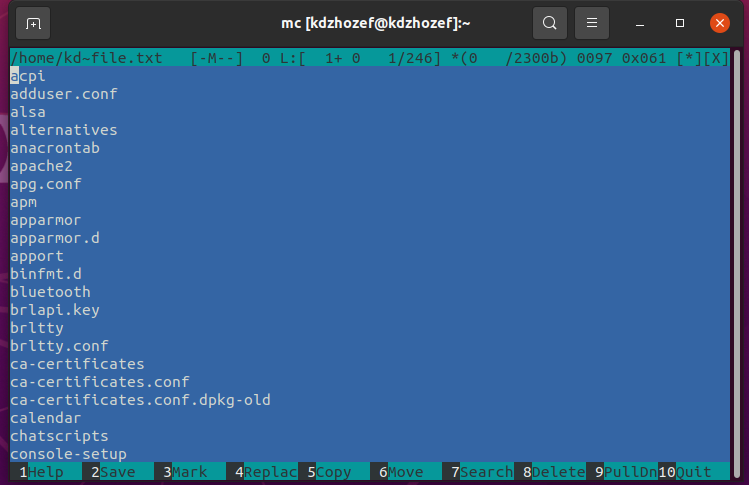 mc [kdzhozef@kdzhozef]:~
/home/kd~file.txt   [-M--]  0 L:[  1+ 0   1/246] *(0   /2300b) 0097 0x061 [*][X]
acpi
adduser.conf
alsa
alternatives
anacrontab
apache2
apg.conf
apm
apparmor
apparmor.d
apport
binfmt.d
bluetooth
brlapi.key
brltty
brltty.conf
ca-certificates
ca-certificates.conf
ca-certificates.conf.dpkg-old
calendar
chatscripts
console-setup
1Help  2Save  3Mark  4Replac 5Copy  6Move  7Search 8Delete 9PullDn 10Quit